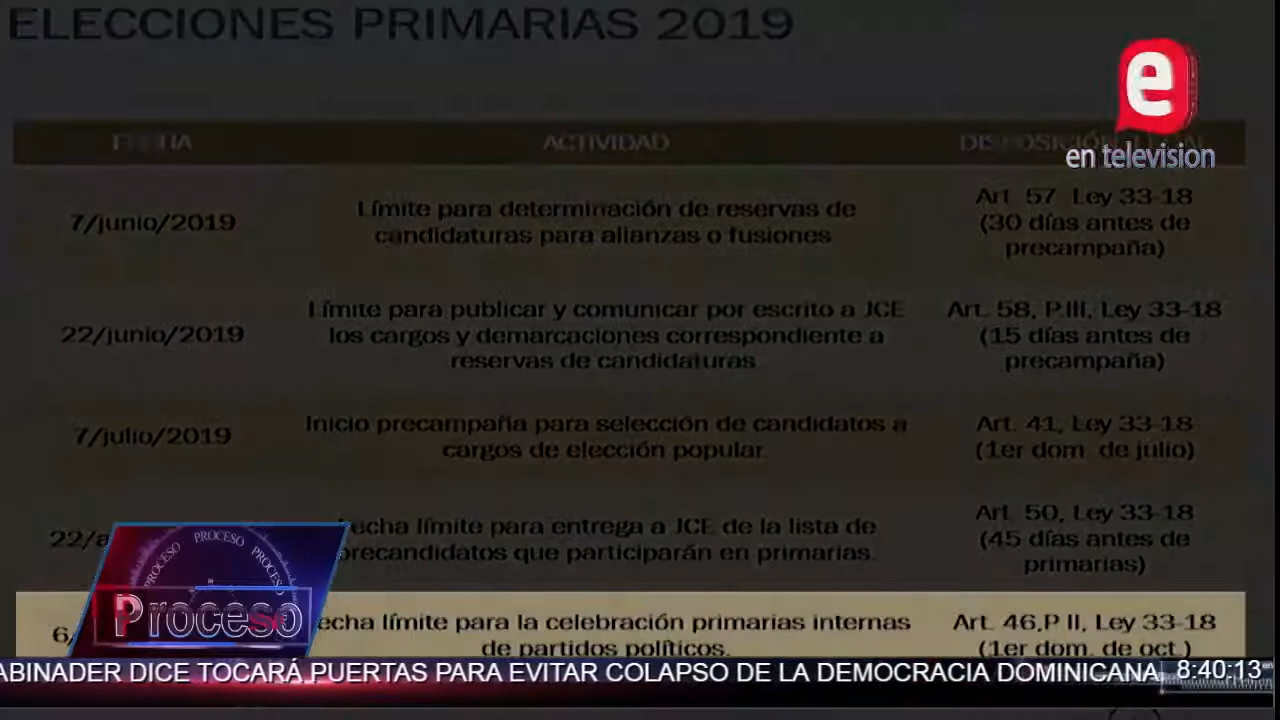 ELECCIONES PRIMARIAS 2019
e
en television
ACTIVIDAD
7/junio/2019
Límite para determinación de reservas de
candidaturas para alianzas o fusiones
Art. 57 Ley 33-18
(30 días antes de
precampaña)
22/junio/2019
Límite para publicar y comunicar por escrito a JCE
los cargos y demarcaciones correspondiente a
reservas de candidaturas
Art. 58, P.III, Ley 33-18
(15 días antes de
precampaña)
7/julio/2019
Inicio precampaña para selección de candidatos a
cargos de elección popular.
Art. 41, Ley 33-18
(1er dom. de julio)
límite para entrega a JCE de la lista de
precandidatos que participarán en primarias.
Art. 50, Ley 33-18
(45 días antes de
primarias)
límite para la celebración primarias internas
de partidos políticos.
Art. 46,P II, Ley 33-18
(1er dom. de oct.)
PROCESO PROCESO PROCESO PROCESO
Proceso
ABINADER DICE TOCARÁ PUERTAS PARA EVITAR COLAPSO DE LA DEMOCRACIA DOMINICANA. 8:40:13